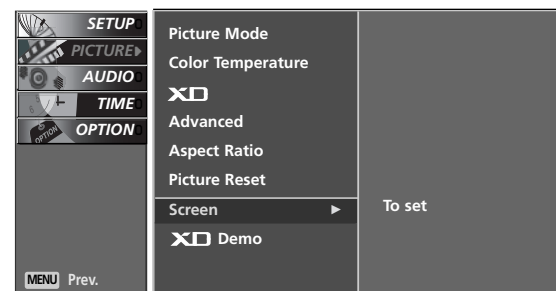 SETUP
PICTURE
AUDIO
TIME
OPTION
OPTION
MENU Prev.
Picture Mode
Color Temperature
XD
Advanced
Aspect Ratio
Picture Reset
Screen ►
XD Demo
To set